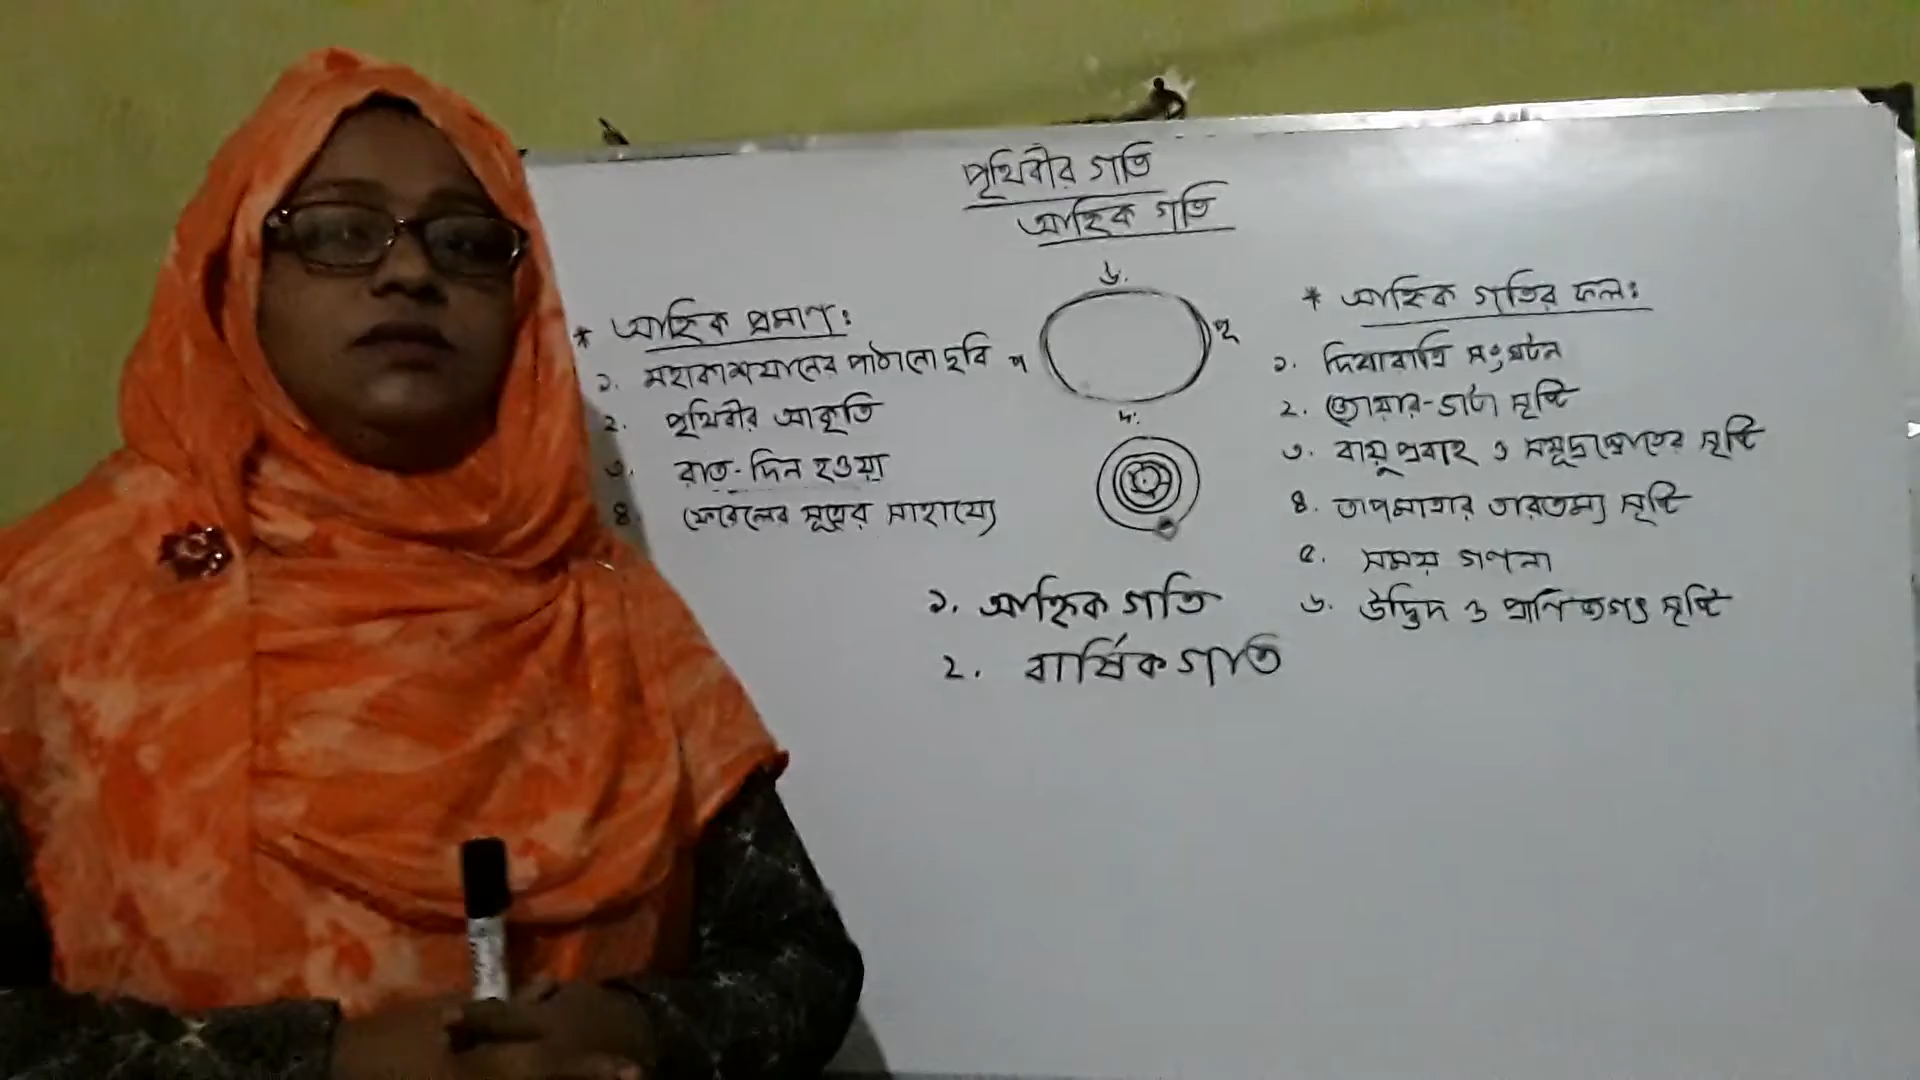 পৃথিবীর গতি
আহ্নিক গতি
* আহ্নিক প্রমাণ:
১. মহাকাশযানের পাঠানো ছবি
২. পৃথিবীর আকৃতি
৩. রাত-দিন হওয়া
৪. ফেরেলের সূত্রের সাহায্যে
উ.
প
পূ
দ.
* আহ্নিক গতির ফল:
১. দিবারাত্রি সংঘটন
২. জোয়ার-ভাটা সৃষ্টি
৩. বায়ুপ্রবাহ ও সমুদ্রস্রোতের সৃষ্টি
৪. তাপমাত্রার তারতম্য সৃষ্টি
৫. সময় গণনা
৬. উদ্ভিদ ও প্রাণিজগৎ সৃষ্টি
১. আহ্নিক গতি
২. বার্ষিক গতি